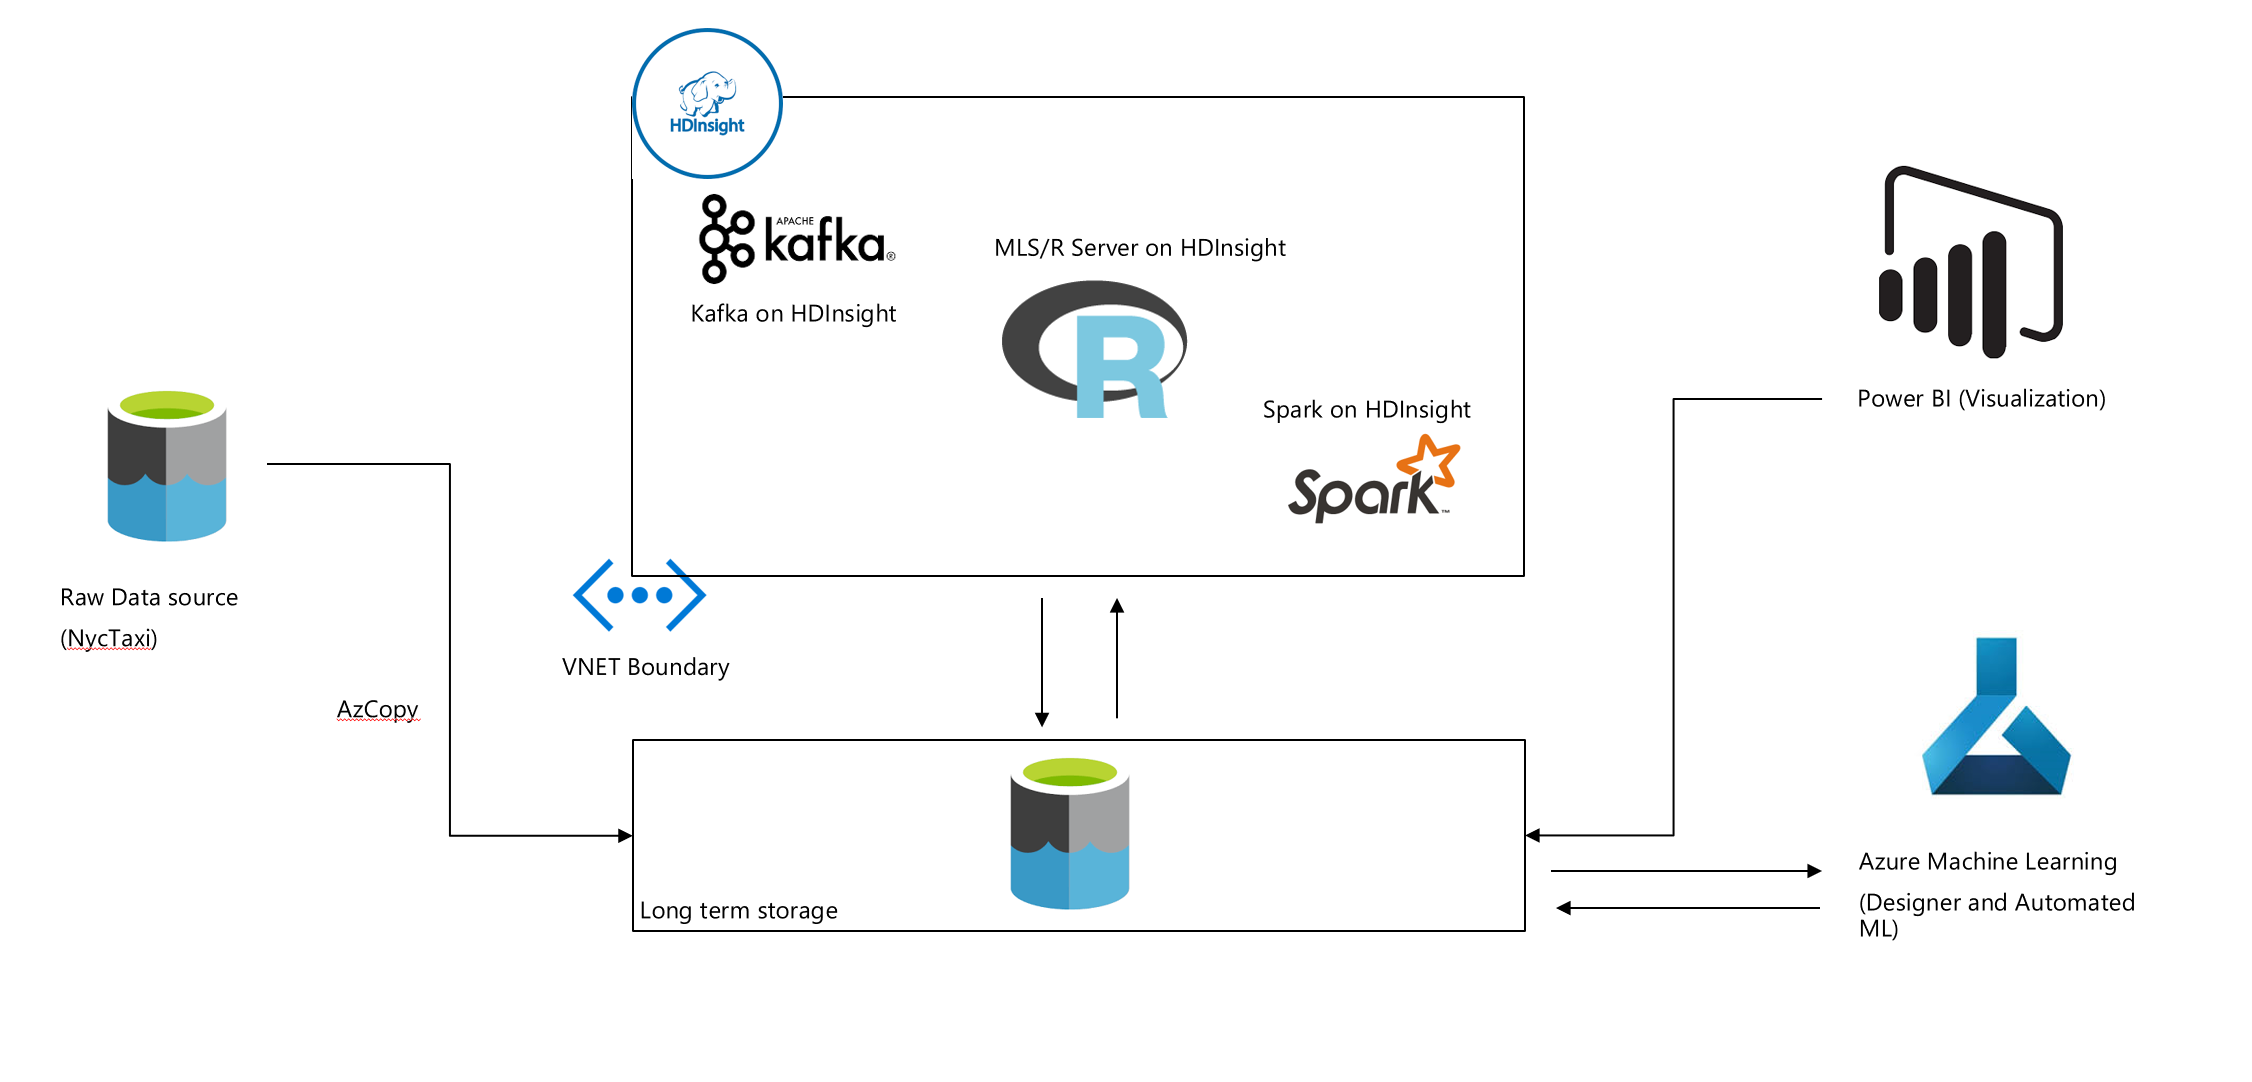 HDInsight
APACHE
kafka®
Kafka on HDInsight
MLS/R Server on HDInsight
R
Spark on HDInsight
Spark™
Power BI (Visualization)
Raw Data source
(NycTaxi)
AzCopy
VNET Boundary
Long term storage
Azure Machine Learning
(Designer and Automated
ML)